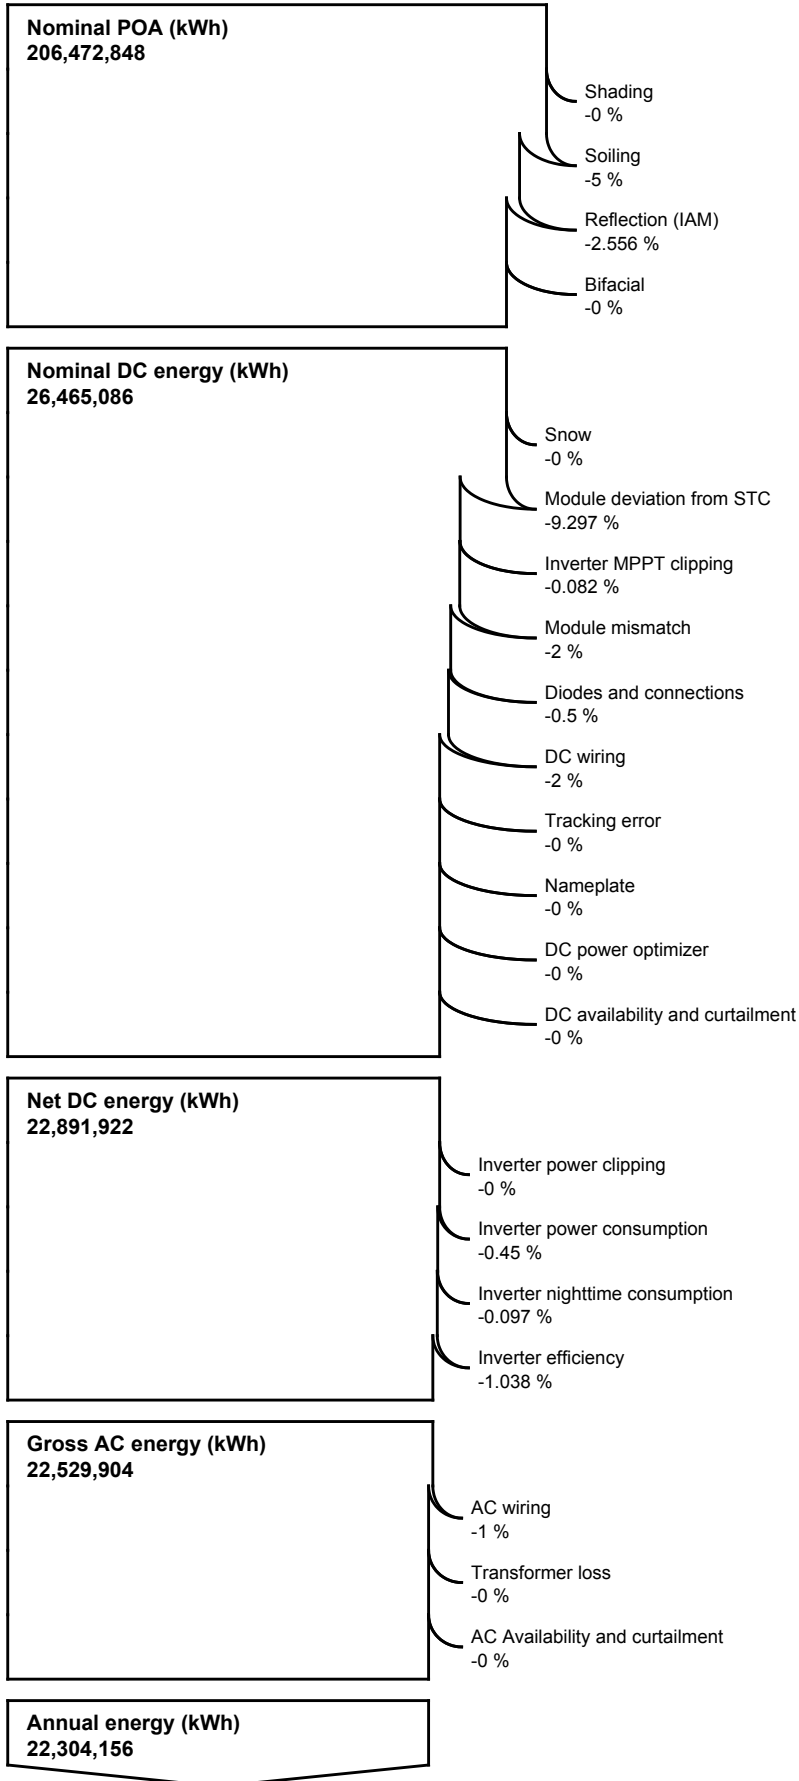 Nominal POA (kWh)
206,472,848
Shading
-0 %
Soiling
-5 %
Reflection (IAM)
-2.556 %
Bifacial
-0 %
Nominal DC energy (kWh)
26,465,086
Snow
-0 %
Module deviation from STC
-9.297 %
Inverter MPPT clipping
-0.082 %
Module mismatch
-2 %
Diodes and connections
-0.5 %
DC wiring
-2 %
Tracking error
-0 %
Nameplate
-0 %
DC power optimizer
-0 %
DC availability and curtailment
-0 %
Net DC energy (kWh)
22,891,922
Inverter power clipping
-0 %
Inverter power consumption
-0.45 %
Inverter nighttime consumption
-0.097 %
Inverter efficiency
-1.038 %
Gross AC energy (kWh)
22,529,904
AC wiring
-1 %
Transformer loss
-0 %
AC Availability and curtailment
-0 %
Annual energy (kWh)
22,304,156